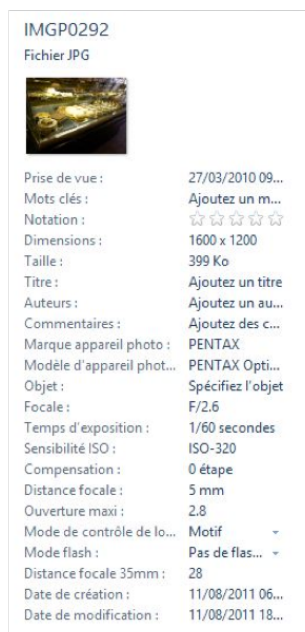 IMGP0292
Fichier JPG
Prise de vue : 27/03/2010 09...
Mots clés : Ajoutez un m...
Notation :
Dimensions : 1600 x 1200
Taille : 399 Ko
Titre : Ajoutez un titre
Auteurs : Ajoutez un au...
Commentaires : Ajoutez des c...
Marque appareil photo : PENTAX
Modèle d'appareil phot... PENTAX Opti...
Objet : Spécifiez l'objet
Focale : F/2.6
Temps d'exposition : 1/60 secondes
Sensibilité ISO : ISO-320
Compensation : 0 étape
Distance focale : 5 mm
Ouverture maxi : 2.8
Mode de contrôle de lo... Motif
Mode flash : Pas de flas...
Distance focale 35mm : 28
Date de création : 11/08/2011 06...
Date de modification : 11/08/2011 18...